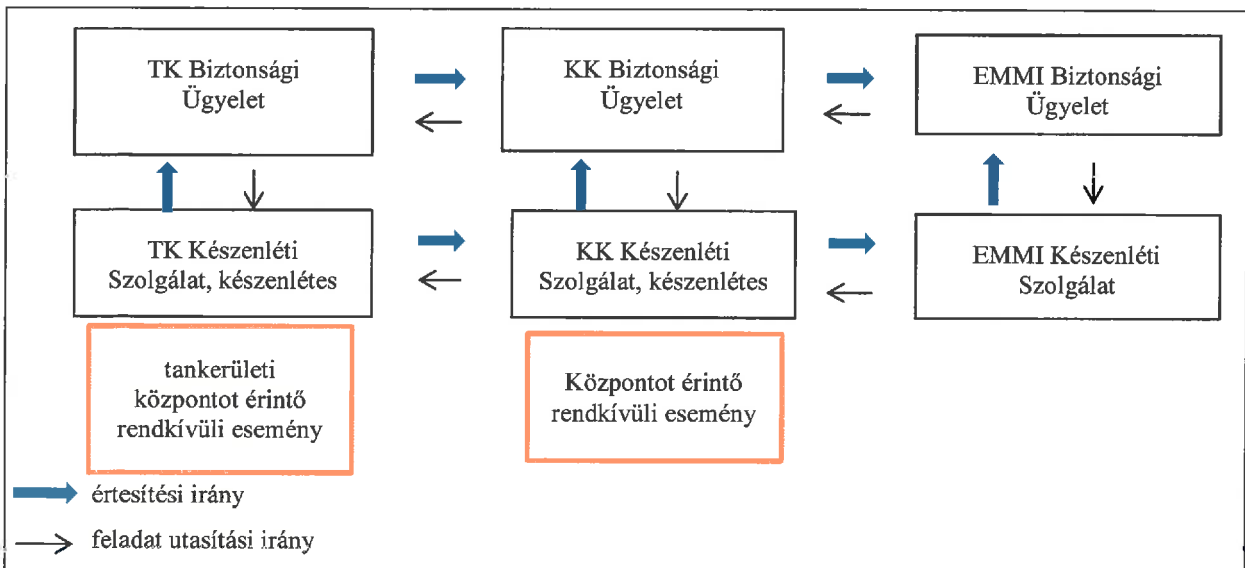 TK Biztonsági
Ügyelet
KK Biztonsági
Ügyelet
EMMI Biztonsági
Ügyelet
TK Készenléti
Szolgálat, készenlétes
KK Készenléti
Szolgálat, készenlétes
EMMI Készenléti
Szolgálat
tankerületi
központot érintő
rendkívüli esemény
Központot érintő
rendkívüli esemény
értesítési irány
feladat utasítási irány